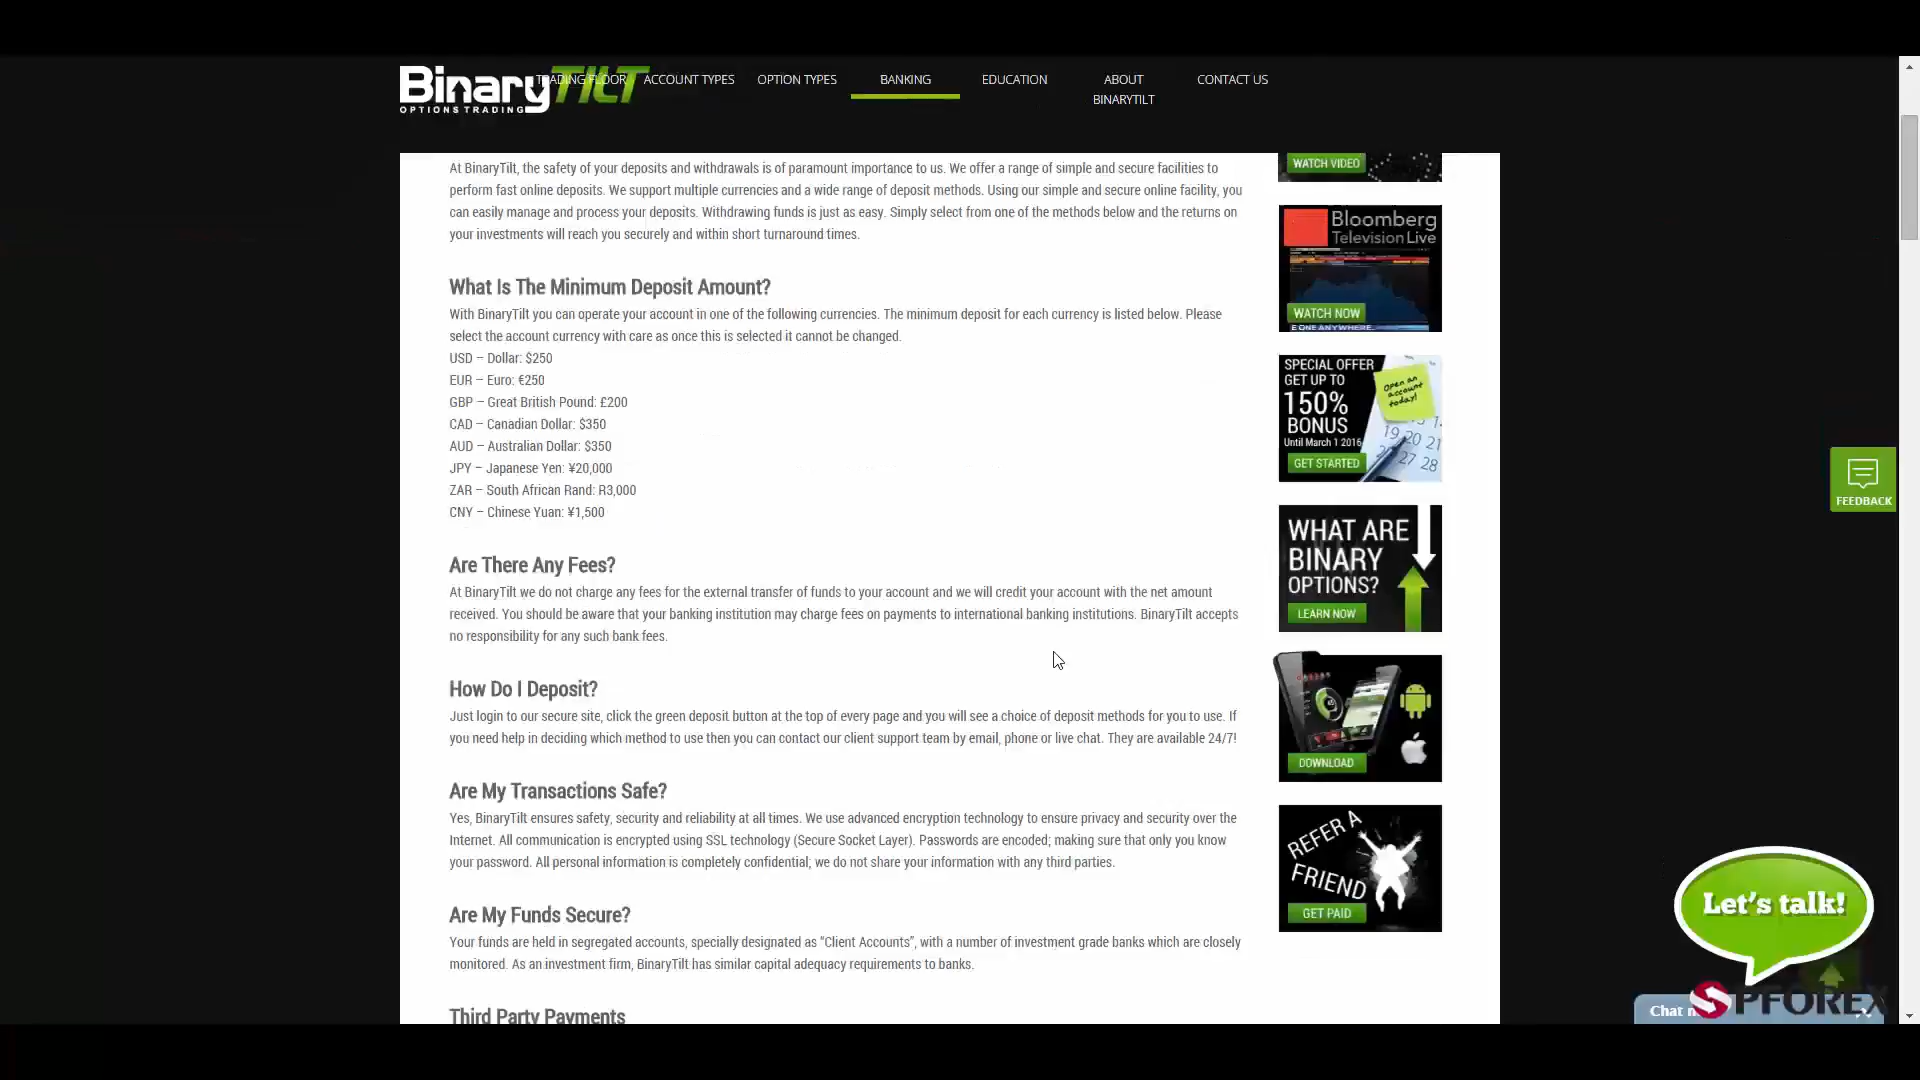 BinaryTILT
OPTIONS TRADING
TRADING FLOOR
ACCOUNT TYPES
OPTION TYPES
BANKING
EDUCATION
ABOUT
BINARYTILT
CONTACT US
At BinaryTilt, the safety of your deposits and withdrawals is of paramount importance to us. We offer a range of simple and secure facilities to
perform fast online deposits. We support multiple currencies and a wide range of deposit methods. Using our simple and secure online facility, you
can easily manage and process your deposits. Withdrawing funds is just as easy. Simply select from one of the methods below and the returns on
your investments will reach you securely and within short turnaround times.
What Is The Minimum Deposit Amount?
With BinaryTilt you can operate your account in one of the following currencies. The minimum deposit for each currency is listed below. Please
select the account currency with care as once this is selected it cannot be changed.
USD – Dollar: $250
EUR – Euro: €250
GBP – Great British Pound: £200
CAD – Canadian Dollar: $350
AUD – Australian Dollar: $350
JPY – Japanese Yen: ¥20,000
ZAR – South African Rand: R3,000
CNY – Chinese Yuan: ¥1,500
Are There Any Fees?
At BinaryTilt we do not charge any fees for the external transfer of funds to your account and we will credit your account with the net amount
received. You should be aware that your banking institution may charge fees on payments to international banking institutions. BinaryTilt accepts
no responsibility for any such bank fees.
How Do I Deposit?
Just login to our secure site, click the green deposit button at the top of every page and you will see a choice of deposit methods for you to use. If
you need help in deciding which method to use then you can contact our client support team by email, phone or live chat. They are available 24/7!
Are My Transactions Safe?
Yes, BinaryTilt ensures safety, security and reliability at all times. We use advanced encryption technology to ensure privacy and security over the
Internet. All communication is encrypted using SSL technology (Secure Socket Layer). Passwords are encoded; making sure that only you know
your password. All personal information is completely confidential; we do not share your information with any third parties.
Are My Funds Secure?
Your funds are held in segregated accounts, specially designated as “Client Accounts”, with a number of investment grade banks which are closely
monitored. As an investment firm, BinaryTilt has similar capital adequacy requirements to banks.
Third Party Payments
WATCH VIDEO
Bloomberg
Television Live
WATCH NOW
E ONE ANYWHERE
SPECIAL OFFER
GET UP TO
150%
BONUS
Until March 1 2016
GET STARTED
Open an
account
today!
19 20 21
27 28
WHAT ARE
BINARY
OPTIONS?
LEARN NOW
DOWNLOAD
REFER A
FRIEND
GET PAID
FEEDBACK
Let's talk!
Chat
SPFOREX